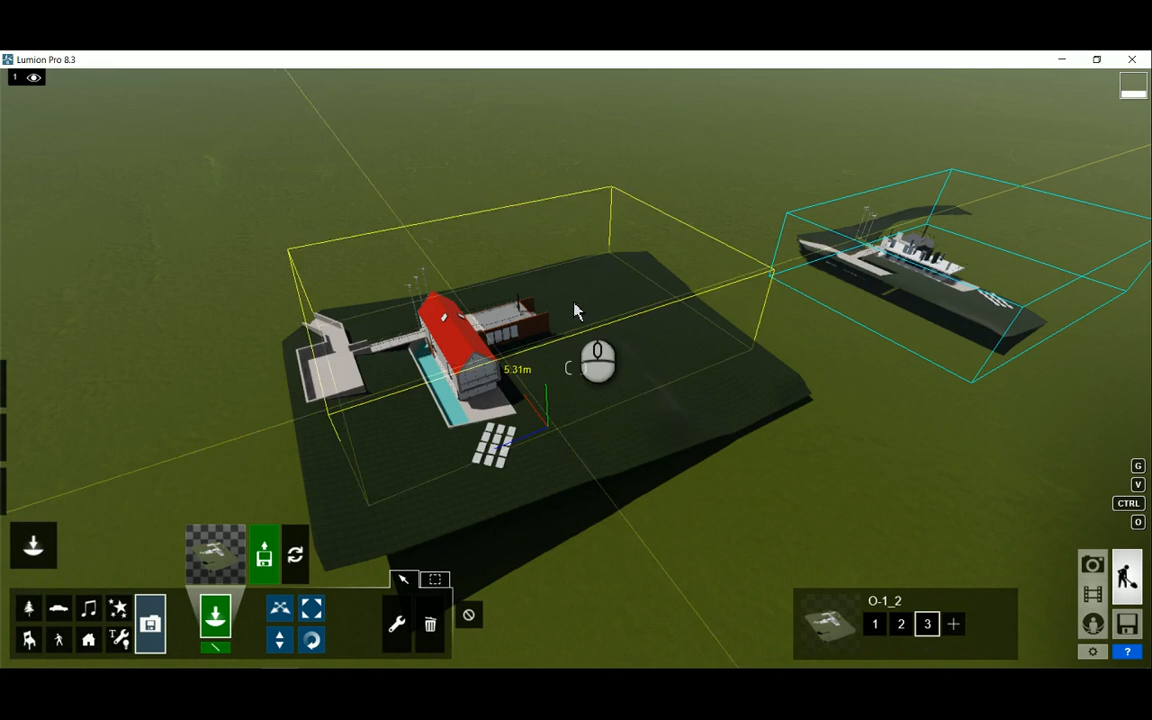 Lumion Pro 8.3
1
5.31m
G
V
CTRL
O
O-1_2
1 2 3 +
T
?